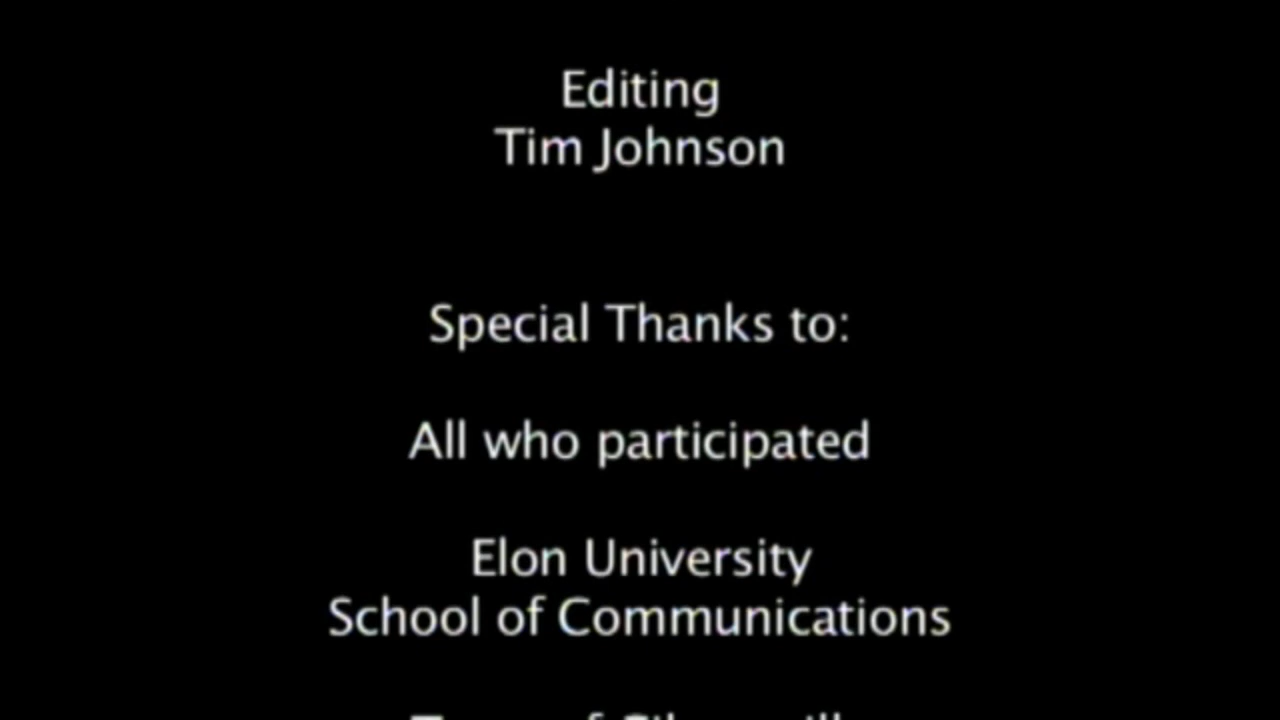 Editing
Tim Johnson
Special Thanks to:
All who participated
Elon University
School of Communications